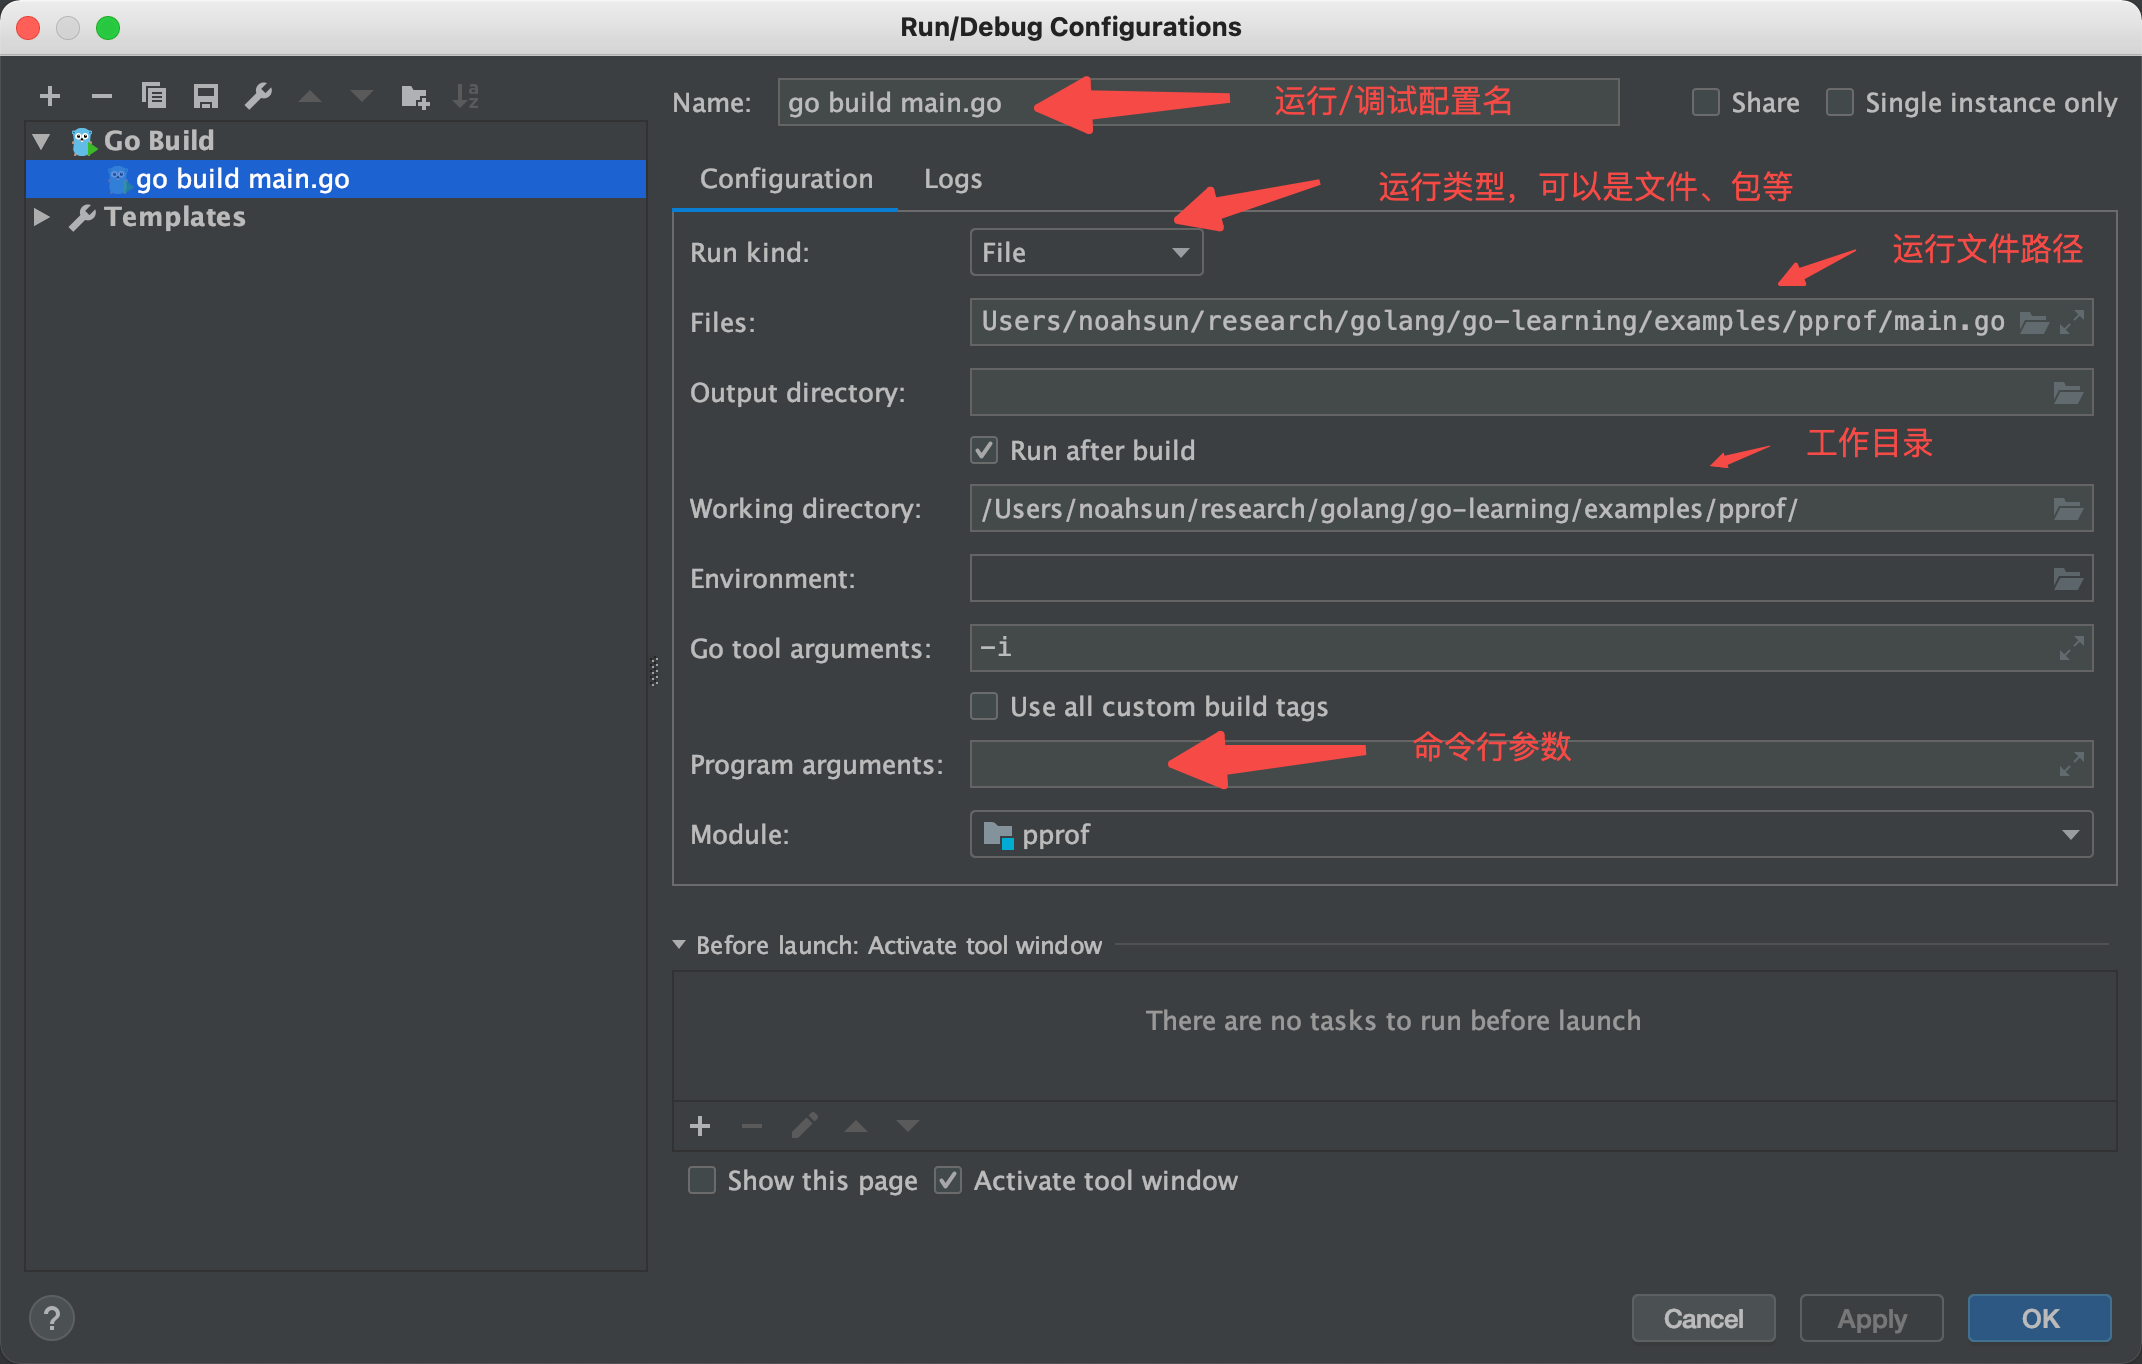 Run/Debug Configurations
Go Build
go build main.go
Templates
Name: go build main.go 运行/调试配置名 Share Single instance only
Configuration Logs
运行类型，可以是文件、包等
Run kind: File
运行文件路径
Files: Users/noahsun/research/golang/go-learning/examples/pprof/main.go
Output directory:
Run after build
工作目录
Working directory: /Users/noahsun/research/golang/go-learning/examples/pprof/
Environment:
Go tool arguments: -i
Use all custom build tags
命令行参数
Program arguments:
Module: pprof
Before launch: Activate tool window
There are no tasks to run before launch
Show this page Activate tool window
? Cancel Apply OK